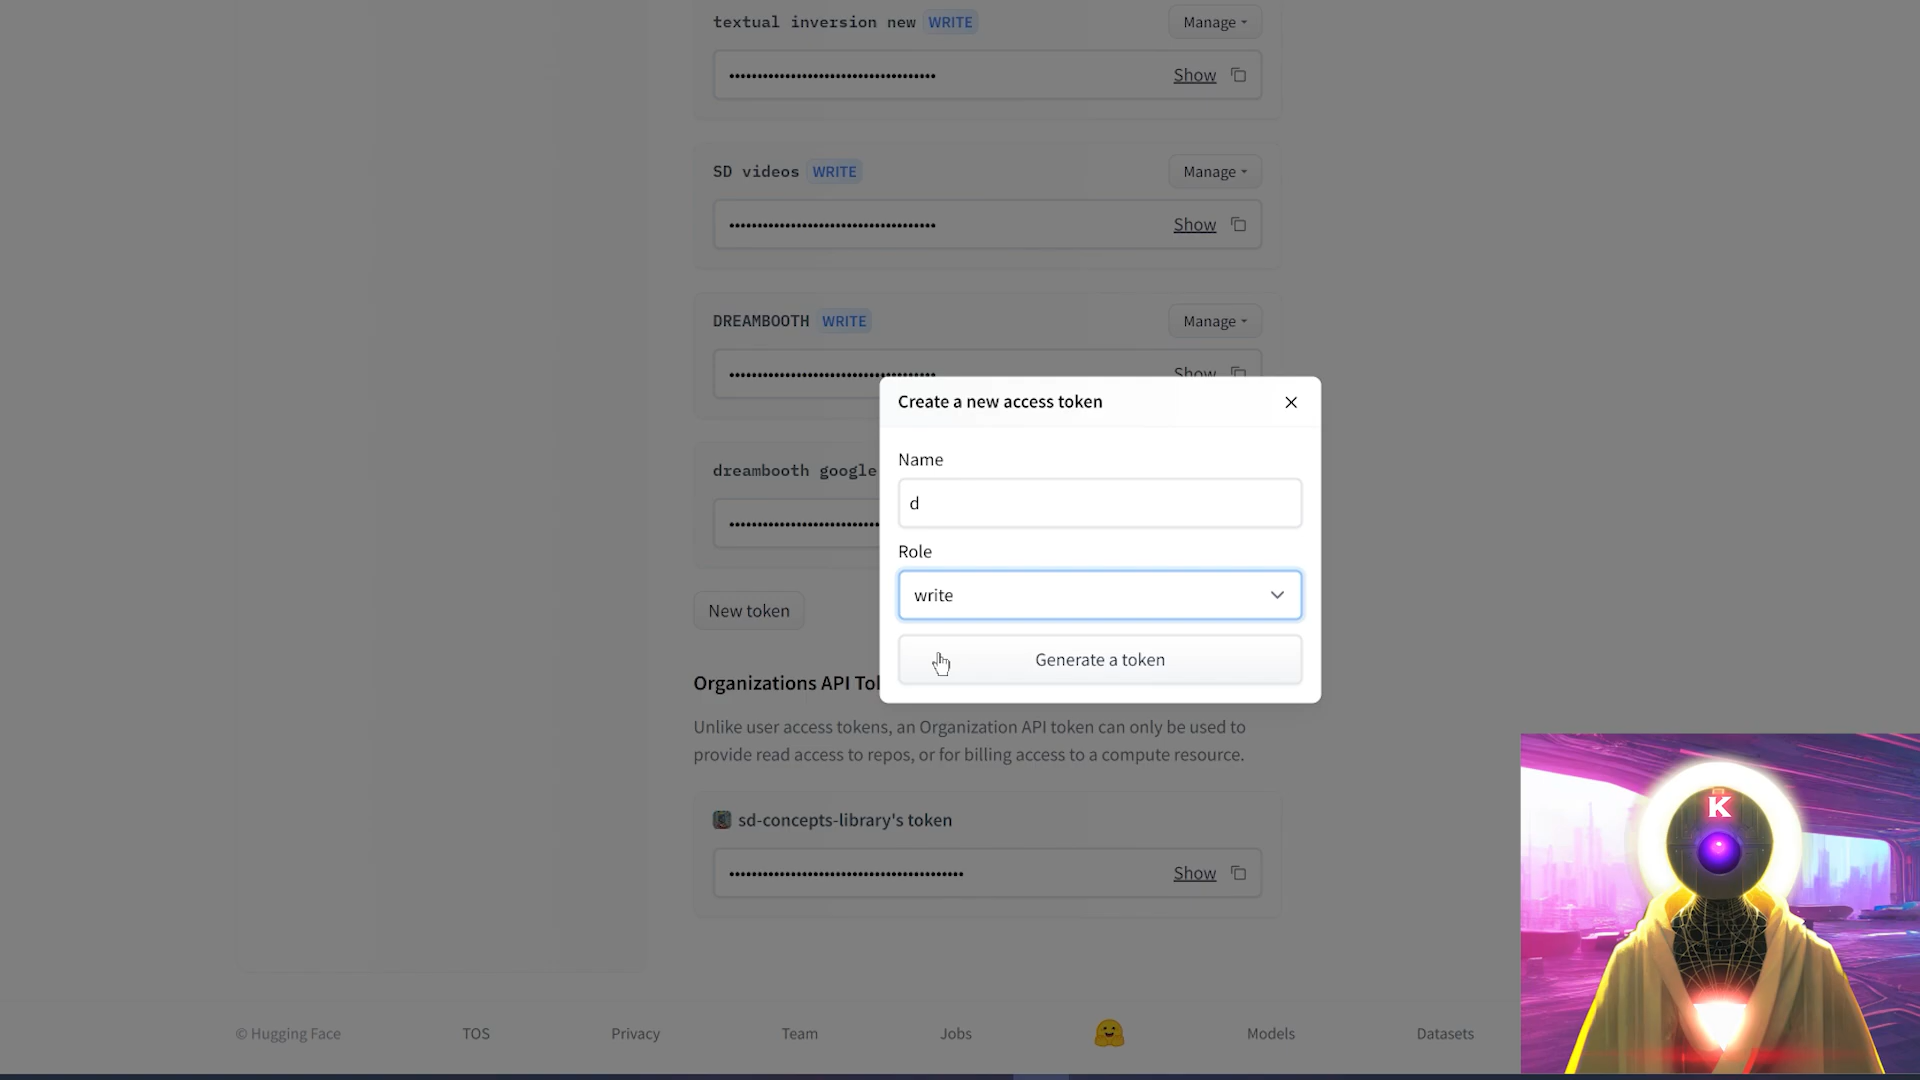 textual inversion new WRITE
Manage
•••••••••••••••••••••••••••••••••••••
Show
SD videos WRITE
Manage
•••••••••••••••••••••••••••••••••••••
Show
DREAMBOOTH WRITE
Manage
•••••••••••••••••••••••••••••••••••••
Show
Create a new access token
Name
dreambooth google
d
Role
write
New token
Generate a token
Organizations API To
Unlike user access tokens, an Organization API token can only be used to
provide read access to repos, or for billing access to a compute resource.
sd-concepts-library's token
••••••••••••••••••••••••••••••••••••••••••
Show
© Hugging Face
TOS
Privacy
Team
Jobs
Models
Datasets
K